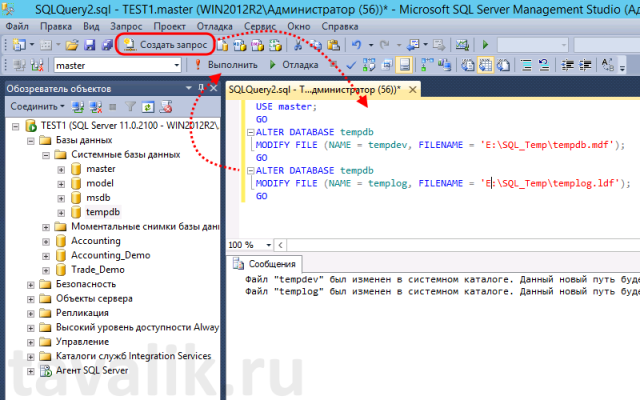 SQLQuery2.sql - TEST1.master (WIN2012R2\Администратор (56))* - Microsoft SQL Server Management Studio (Ад
Файл Правка Вид Запрос Проект Отладка Сервис Окно Справка
Создать запрос
master Выполнить Отладка
Обозреватель объектов
Соединить
TEST1 (SQL Server 11.0.2100 - WIN2012R2\
Базы данных
Системные базы данных
master
model
msdb
tempdb
Моментальные снимки базы дан
Accounting
Accounting_Demo
Trade_Demo
Безопасность
Объекты сервера
Репликация
Высокий уровень доступности Alway
Управление
Каталоги служб Integration Services
Агент SQL Server
SQLQuery2.sql - T...дминистратор (56))*
USE master;
GO
ALTER DATABASE tempdb
MODIFY FILE (NAME = tempdev, FILENAME = 'E:\SQL_Temp\tempdb.mdf');
GO
ALTER DATABASE tempdb
MODIFY FILE (NAME = templog, FILENAME = 'E:\SQL_Temp\templog.ldf');
GO
100 %
Сообщения
Файл "tempdev" был изменен в системном каталоге. Данный новый путь буде
Файл "templog" был изменен в системном каталоге. Данный новый путь буде
tavalik.ru